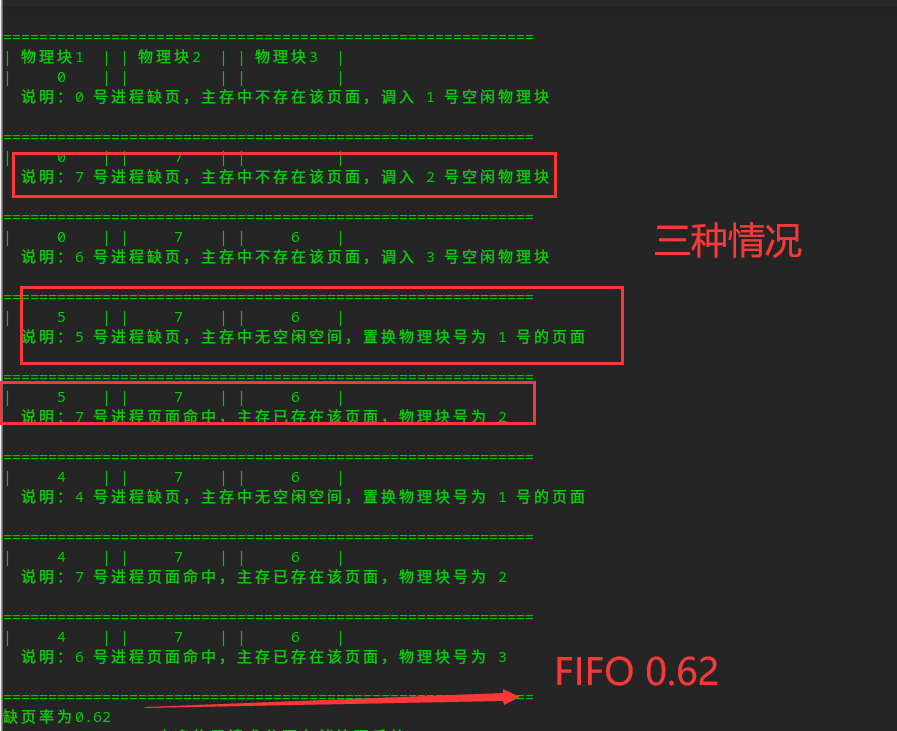 ======================================================
| 物理块1 | | 物理块2 | | 物理块3 |
| 0 | | | | |
说明: 0 号进程缺页, 主存中不存在该页面, 调入 1 号空闲物理块
======================================================
| 0 | | 7 | | |
说明: 7 号进程缺页, 主存中不存在该页面, 调入 2 号空闲物理块
======================================================
| 0 | | 7 | | 6 |
说明: 6 号进程缺页, 主存中不存在该页面, 调入 3 号空闲物理块
三种情况
======================================================
| 5 | | 7 | | 6 |
说明: 5 号进程缺页, 主存中无空闲空间, 置换物理块号为 1 号的页面
======================================================
| 5 | | 7 | | 6 |
说明: 7 号进程页面命中, 主存已存在该页面, 物理块号为 2
======================================================
| 4 | | 7 | | 6 |
说明: 4 号进程缺页, 主存中无空闲空间, 置换物理块号为 1 号的页面
======================================================
| 4 | | 7 | | 6 |
说明: 7 号进程页面命中, 主存已存在该页面, 物理块号为 2
======================================================
| 4 | | 7 | | 6 |
说明: 6 号进程页面命中, 主存已存在该页面, 物理块号为 3
FIFO 0.62
======================================================
缺页率为0.62